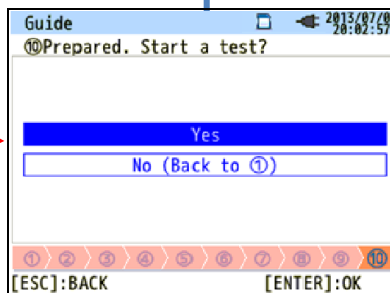 Guide 2013/07/0
20:02:57
⑩Prepared. Start a test?
Yes
No (Back to ①)
① ② ③ ④ ⑤ ⑥ ⑦ ⑧ ⑨ ⑩
[ESC]:BACK [ENTER]:OK